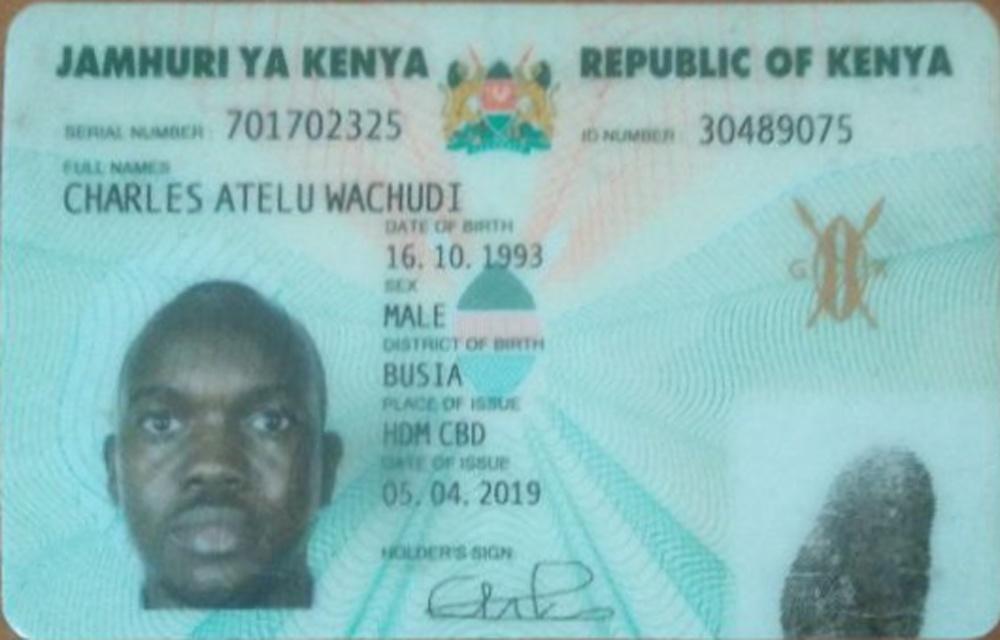 JAMHURI YA KENYA REPUBLIC OF KENYA
SERIAL NUMBER: 701702325 ID NUMBER: 30489075
FULL NAMES
CHARLES ATELU WACHUDI
DATE OF BIRTH
16. 10. 1993
SEX
MALE
DISTRICT OF BIRTH
BUSIA
PLACE OF ISSUE
HDM CBD
DATE OF ISSUE
05. 04. 2019
HOLDER'S SIGN.
G K